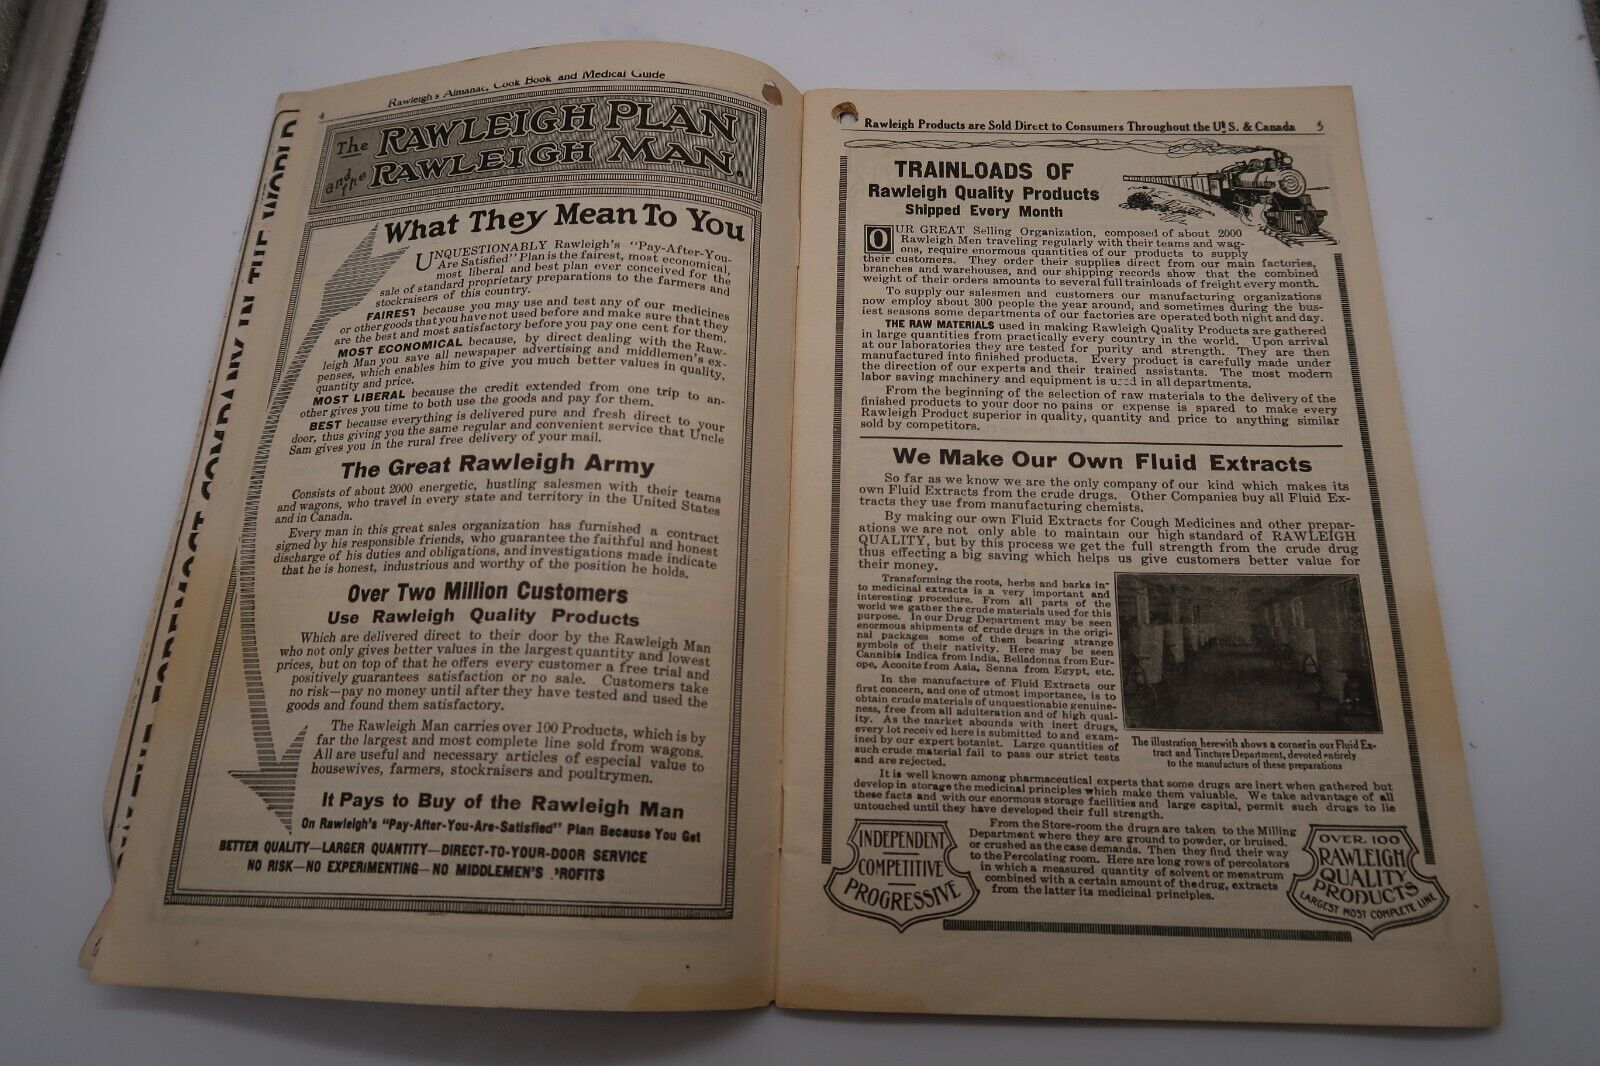 4
Rawleigh's Almanac, Cook Book and Medical Guide
The RAWLEIGH PLAN
and the RAWLEIGH MAN.
What They Mean To You
UNQUESTIONABLY Rawleigh's "Pay-After-You-
Are Satisfied" Plan is the fairest, most economical,
most liberal and best plan ever conceived for the
sale of standard proprietary preparations to the farmers and
stockraisers of this country.
FAIREST because you may use and test any of our medicines
or other goods that you have not used before and make sure that they
are the best and most satisfactory before you pay one cent for them.
MOST ECONOMICAL because, by direct dealing with the Raw-
leigh Man you save all newspaper advertising and middlemen's ex-
penses, which enables him to give you much better values in quality,
quantity and price.
MOST LIBERAL because the credit extended from one trip to an-
other gives you time to both use the goods and pay for them.
BEST because everything is delivered pure and fresh direct to your
door, thus giving you the same regular and convenient service that Uncle
Sam gives you in the rural free delivery of your mail.
The Great Rawleigh Army
Consists of about 2000 energetic, hustling salesmen with their teams
and wagons, who travel in every state and territory in the United States
and in Canada.
Every man in this great sales organization has furnished a contract
signed by his responsible friends, who guarantee the faithful and honest
discharge of his duties and obligations, and investigations made indicate
that he is honest, industrious and worthy of the position he holds.
Over Two Million Customers
Use Rawleigh Quality Products
Which are delivered direct to their door by the Rawleigh Man
who not only gives better values in the largest quantity and lowest
prices, but on top of that he offers every customer a free trial and
positively guarantees satisfaction or no sale. Customers take
no risk—pay no money until after they have tested and used the
goods and found them satisfactory.
The Rawleigh Man carries over 100 Products, which is by
far the largest and most complete line sold from wagons.
All are useful and necessary articles of especial value to
housewives, farmers, stockraisers and poultrymen.
It Pays to Buy of the Rawleigh Man
On Rawleigh's "Pay-After-You-Are-Satisfied" Plan Because You Get
BETTER QUALITY—LARGER QUANTITY—DIRECT-TO-YOUR-DOOR SERVICE
NO RISK—NO EXPERIMENTING—NO MIDDLEMEN'S PROFITS
FOREMOST COMPANY IN THE WORLD
Rawleigh Products are Sold Direct to Consumers Throughout the U. S. & Canada 5
TRAINLOADS OF
Rawleigh Quality Products
Shipped Every Month
OUR GREAT Selling Organization, composed of about 2000
Rawleigh Men traveling regularly with their teams and wag-
ons, require enormous quantities of our products to supply
their customers. They order their supplies direct from our main factories,
branches and warehouses, and our shipping records show that the combined
weight of their orders amounts to several full trainloads of freight every month.
To supply our salesmen and customers our manufacturing organizations
now employ about 300 people the year around, and sometimes during the bus-
iest seasons some departments of our factories are operated both night and day.
THE RAW MATERIALS used in making Rawleigh Quality Products are gathered
in large quantities from practically every country in the world. Upon arrival
at our laboratories they are tested for purity and strength. They are then
manufactured into finished products. Every product is carefully made under
the direction of our experts and their trained assistants. The most modern
labor saving machinery and equipment is used in all departments.
From the beginning of the selection of raw materials to the delivery of the
finished products to your door no pains or expense is spared to make every
Rawleigh Product superior in quality, quantity and price to anything similar
sold by competitors.
We Make Our Own Fluid Extracts
So far as we know we are the only company of our kind which makes its
own Fluid Extracts from the crude drugs. Other Companies buy all Fluid Ex-
tracts they use from manufacturing chemists.
By making our own Fluid Extracts for Cough Medicines and other prepar-
ations we are not only able to maintain our high standard of RAWLEIGH
QUALITY, but by this process we get the full strength from the crude drug
thus effecting a big saving which helps us give customers better value for
their money.
Transforming the roots, herbs and barks in-
to medicinal extracts is a very important and
interesting procedure. From all parts of the
world we gather the crude materials used for this
purpose. In our Drug Department may be seen
enormous shipments of crude drugs in the origi-
nal packages some of them bearing strange
symbols of their nativity. Here may be seen
Cannibis Indica from India, Belladonna from Eur-
ope, Aconite from Asia, Senna from Egypt, etc.
In the manufacture of Fluid Extracts our
first concern, and one of utmost importance, is to
obtain crude materials of unquestionable genuine-
ness, free from all adulteration and of high qual-
ity. As the market abounds with inert drugs,
every lot received here is submitted to and exam-
ined by our expert botanist. Large quantities of
such crude material fail to pass our strict tests
and are rejected.
The illustration herewith shows a corner in our Fluid Ex-
tract and Tincture Department, devoted entirely
to the manufacture of these preparations
It is well known among pharmaceutical experts that some drugs are inert when gathered but
develop in storage the medicinal principles which make them valuable. We take advantage of all
these facts and with our enormous storage facilities and large capital, permit such drugs to lie
untouched until they have developed their full strength.
From the Store-room the drugs are taken to the Milling
Department where they are ground to powder, or bruised,
or crushed as the case demands. Then they find their way
to the Percolating room. Here are long rows of percolators
in which a measured quantity of solvent or menstrum
combined with a certain amount of the drug, extracts
from the latter its medicinal principles.
INDEPENDENT
COMPETITIVE
PROGRESSIVE
OVER 100
RAWLEIGH
QUALITY
PRODUCTS
LARGEST MOST COMPLETE LINE